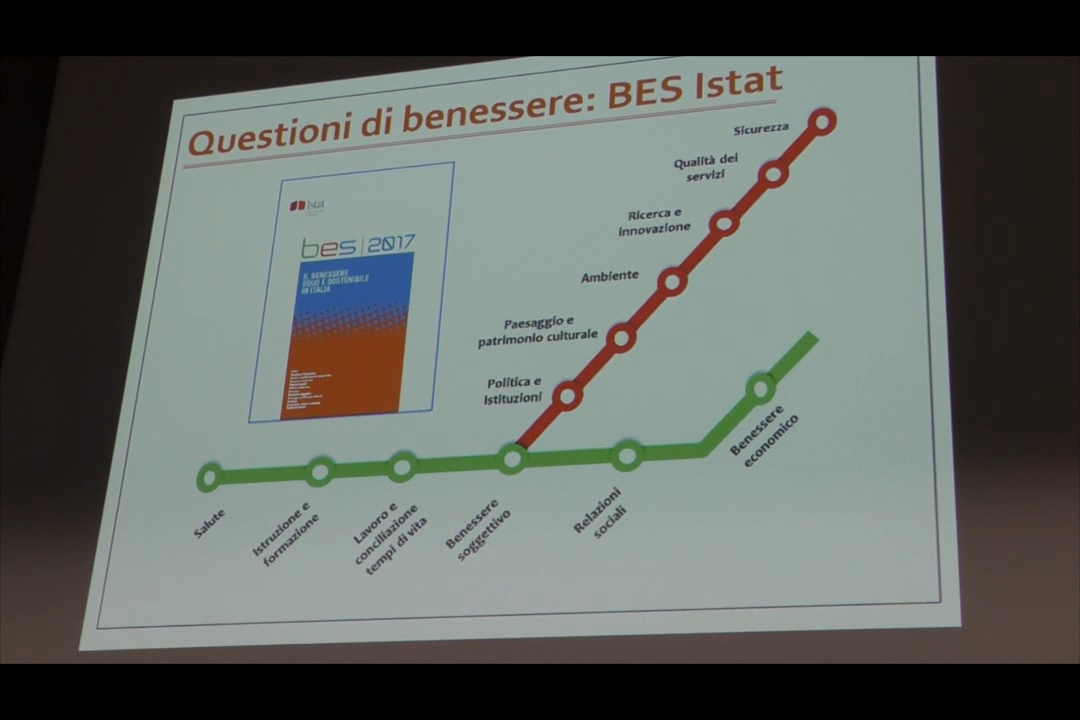 Questioni di benessere: BES Istat
Istat
bes | 2017
IL BENESSERE
EQUO E SOSTENIBILE
IN ITALIA
Sicurezza
Qualità dei
servizi
Ricerca e
innovazione
Ambiente
Paesaggio e
patrimonio culturale
Politica e
Istituzioni
Salute
Istruzione e
formazione
Lavoro e
conciliazione
tempi di vita
Benessere
soggettivo
Relazioni
sociali
Benessere
economico